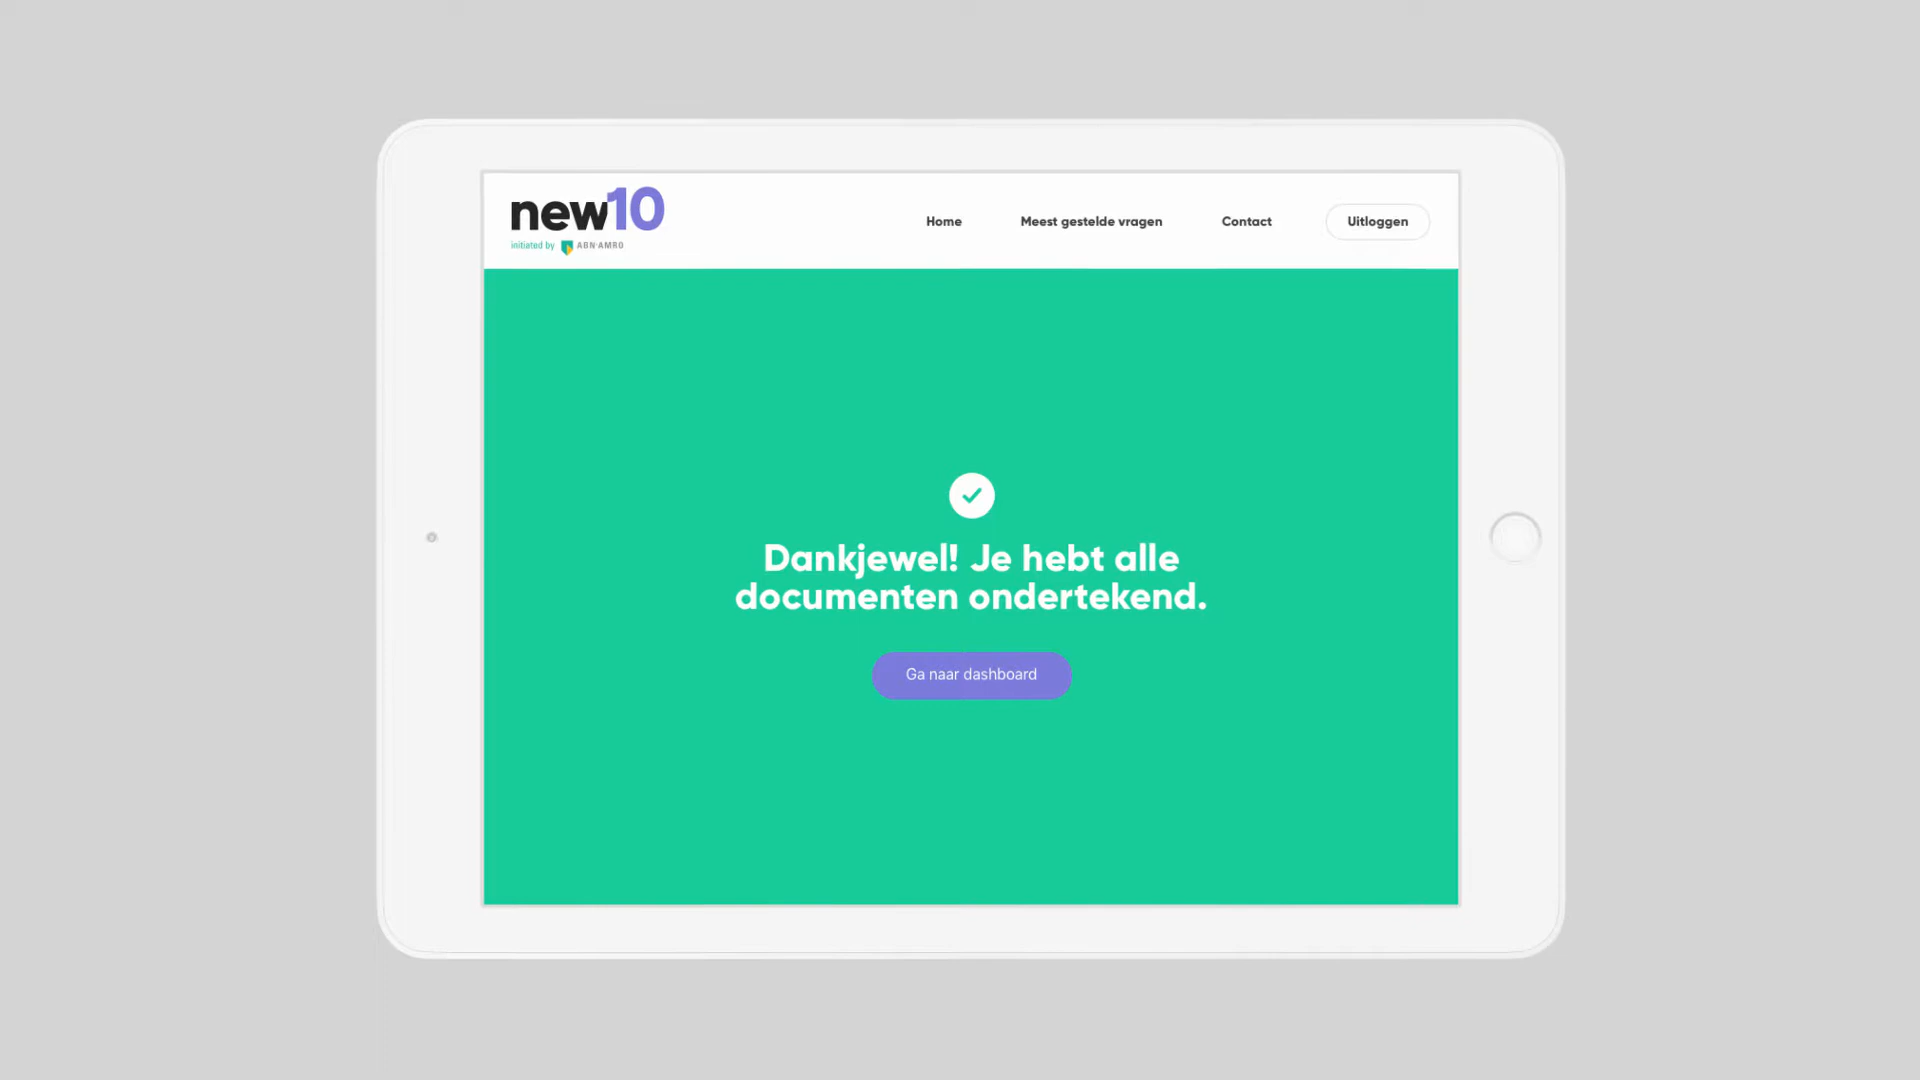 new10
initiated by ABN·AMRO
Home
Meest gestelde vragen
Contact
Uitloggen
Dankjewel! Je hebt alle
documenten ondertekend.
Ga naar dashboard